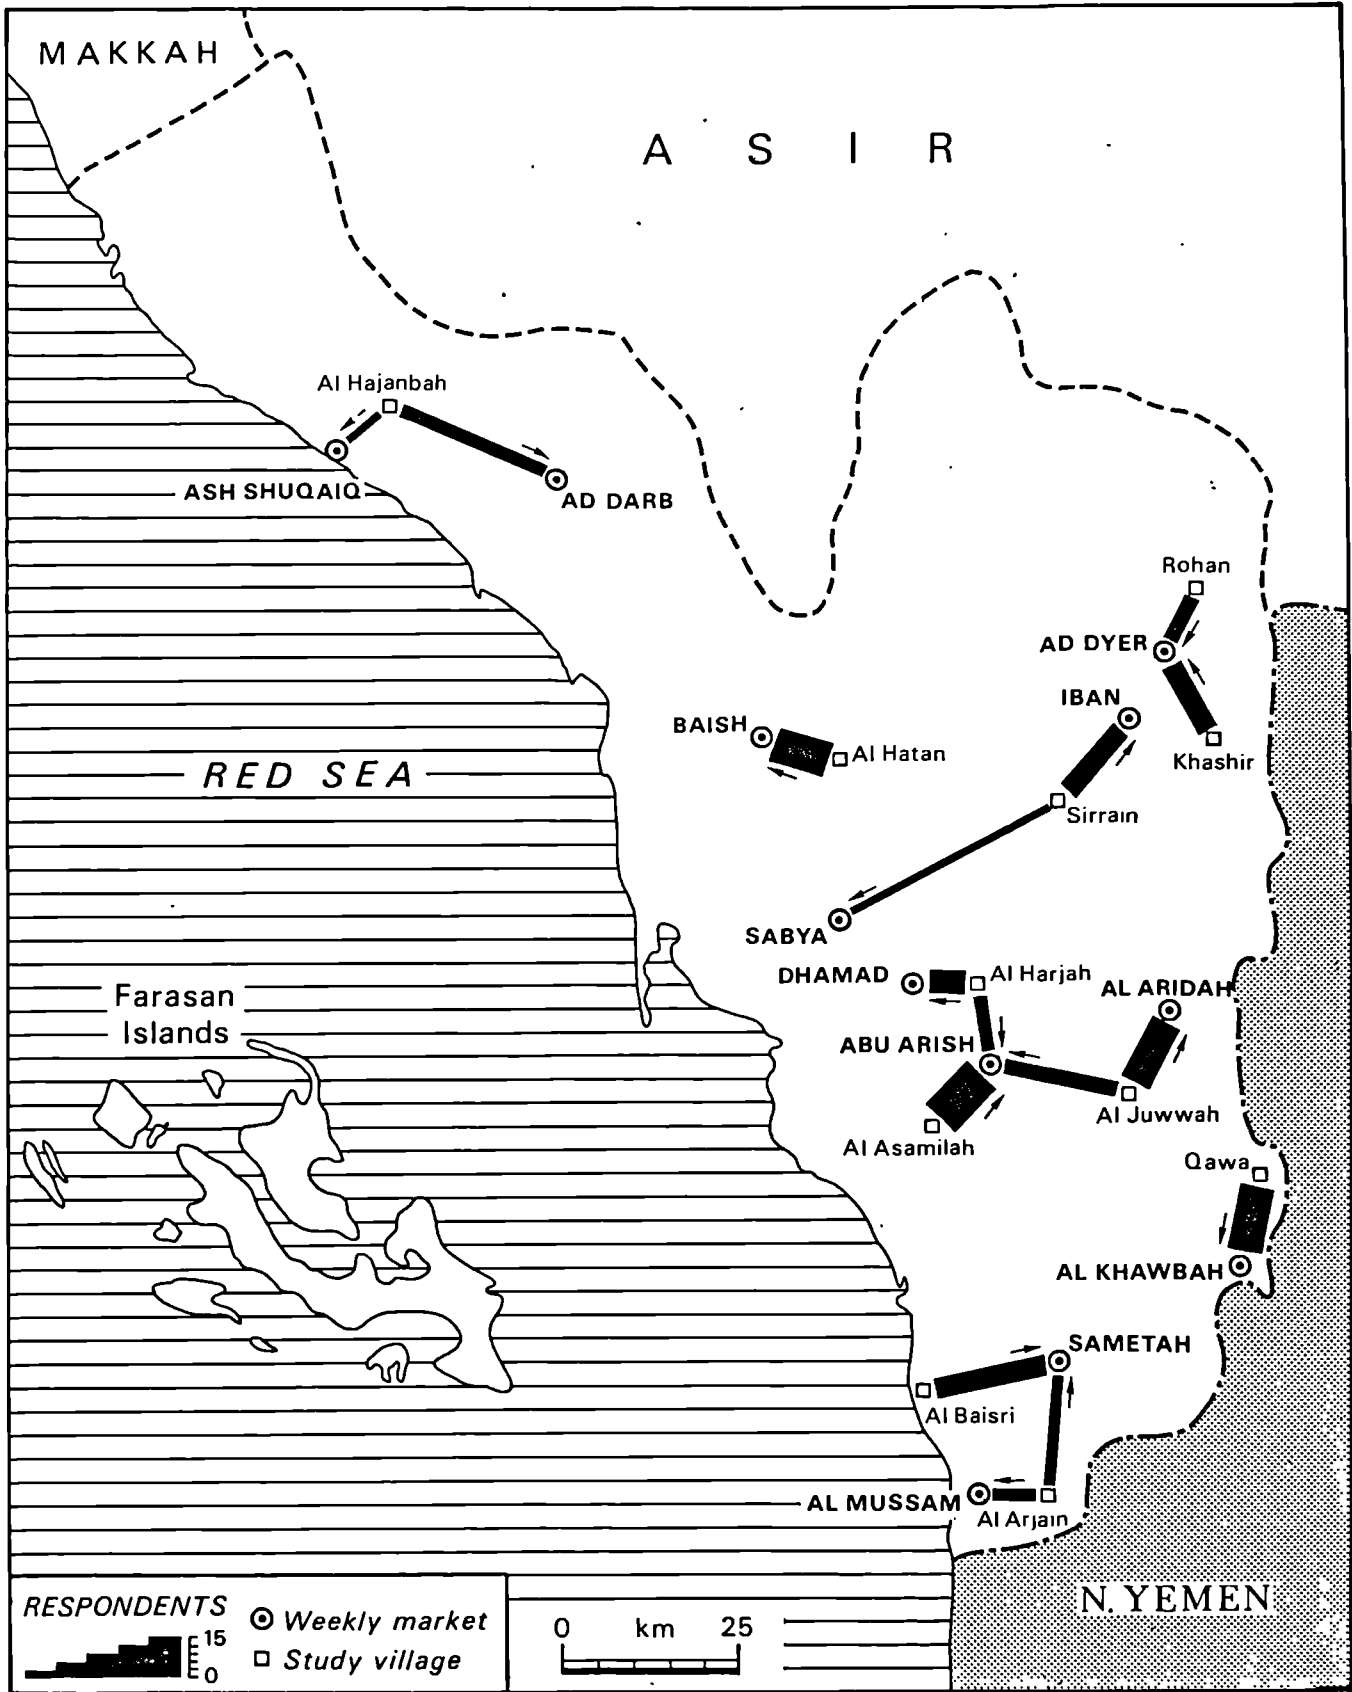 MAKKAH
A S I R
Al Hajanbah
ASH SHUQAIQ
AD DARB
Rohan
AD DYER
IBAN
BAISH
Al Hatan
Khashir
RED SEA
Sirrain
SABYA
DHAMAD
Al Harjah
AL ARIDAH
Farasan
Islands
ABU ARISH
Al Juwwah
Al Asamilah
Qawa
AL KHAWBAH
SAMETAH
Al Baisri
AL MUSSAM
Al Arjain
N. YEMEN
RESPONDENTS
15
0
Weekly market
Study village
0 km 25